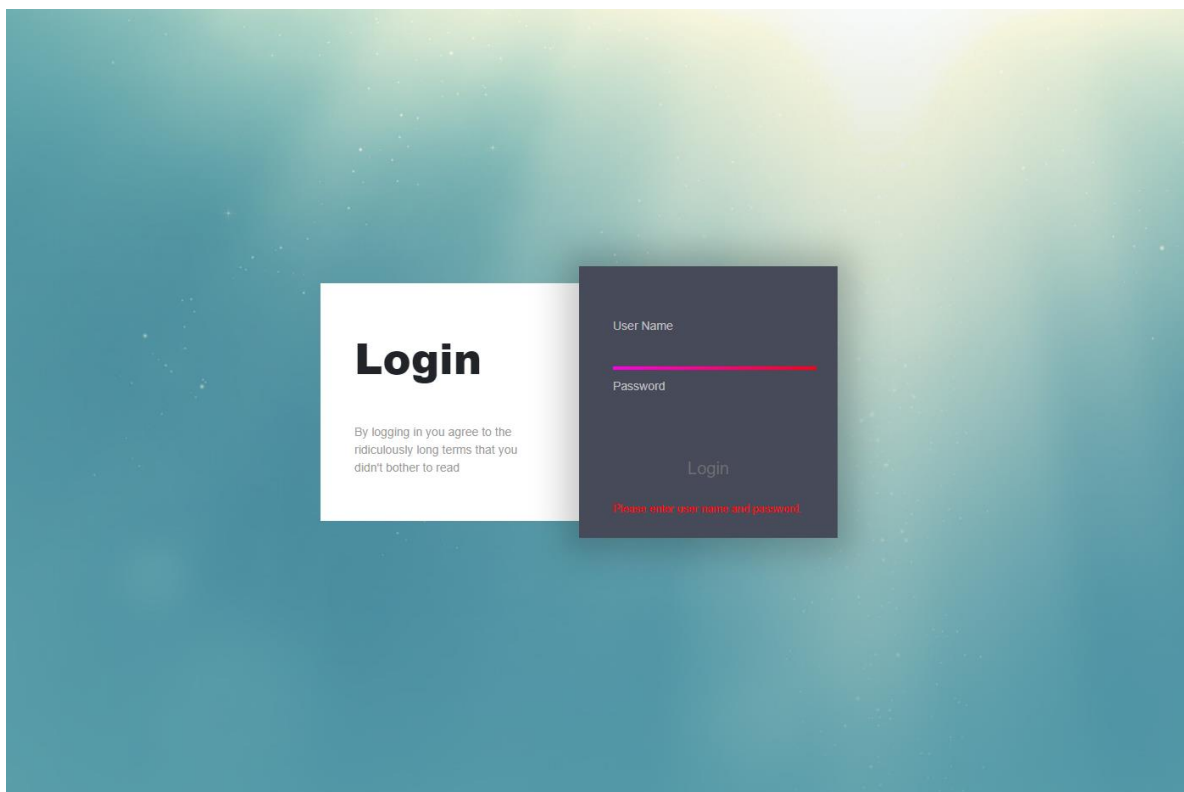 Login
By logging in you agree to the
ridiculously long terms that you
didn't bother to read
User Name
Password
Login
Please enter user name and password